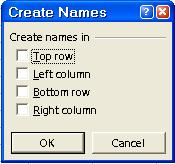 Create Names
Create names in
Top row
Left column
Bottom row
Right column
OK
Cancel